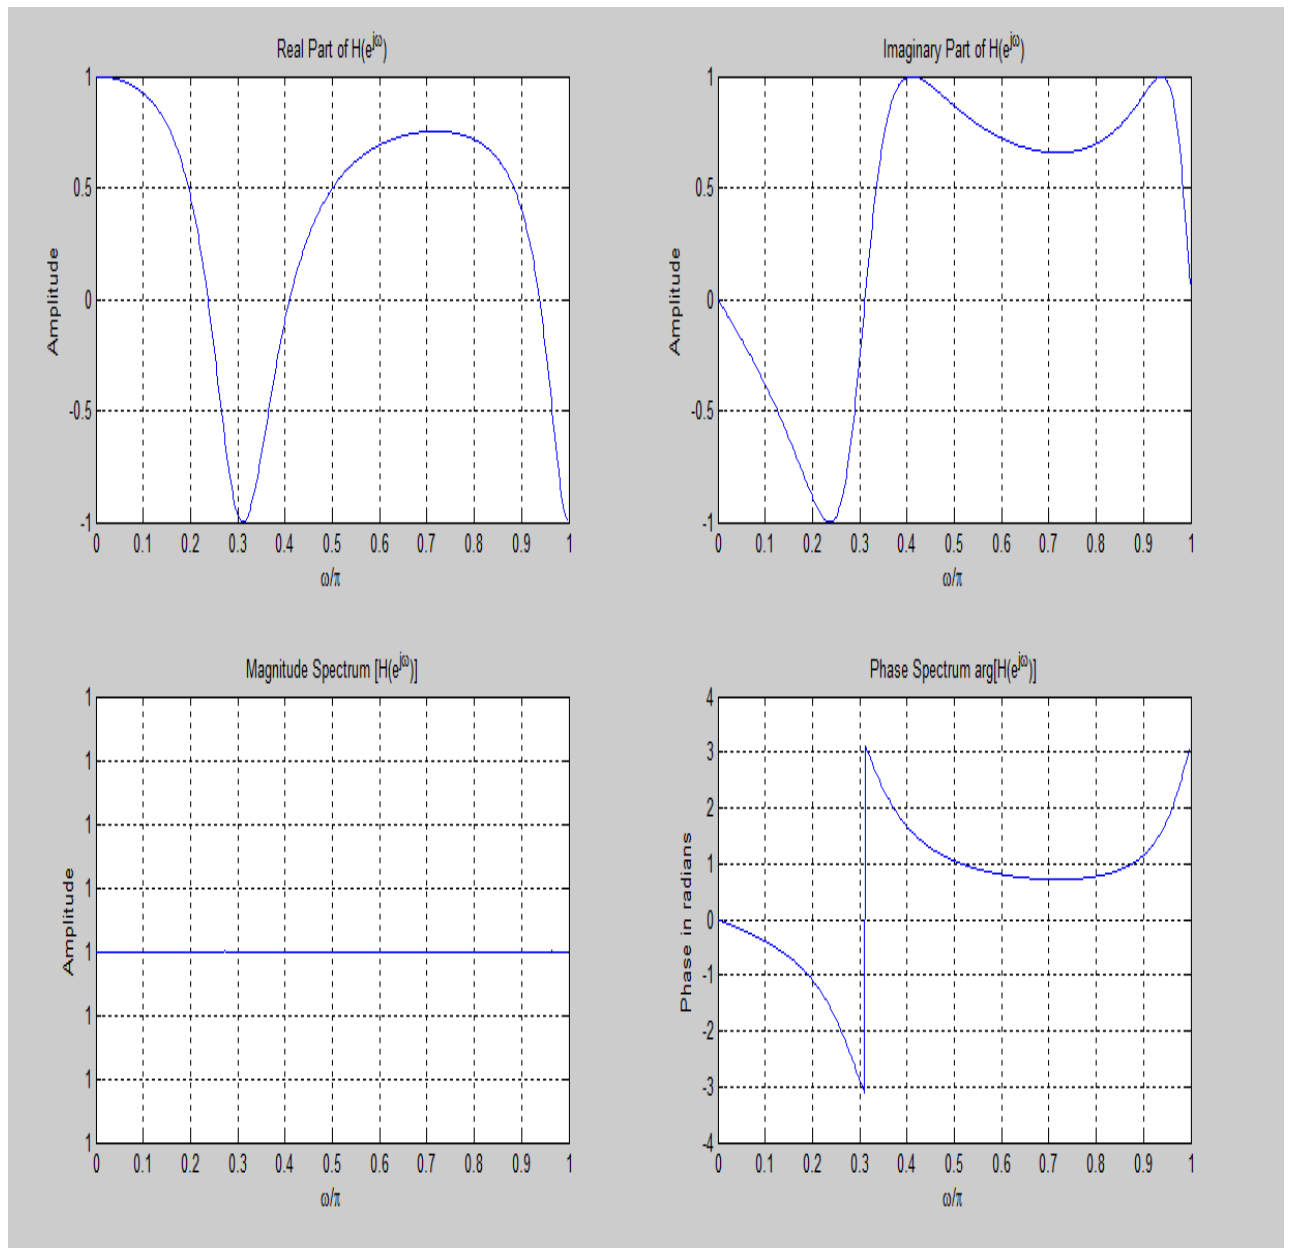 Real Part of H(e^jω)
1
0.5
0
-0.5
-1
Amplitude
0 0.1 0.2 0.3 0.4 0.5 0.6 0.7 0.8 0.9 1
ω/π
Imaginary Part of H(e^jω)
1
0.5
0
-0.5
-1
Amplitude
0 0.1 0.2 0.3 0.4 0.5 0.6 0.7 0.8 0.9 1
ω/π
Magnitude Spectrum [H(e^jω)]
1
1
1
1
1
1
1
1
Amplitude
0 0.1 0.2 0.3 0.4 0.5 0.6 0.7 0.8 0.9 1
ω/π
Phase Spectrum arg[H(e^jω)]
4
3
2
1
0
-1
-2
-3
-4
Phase in radians
0 0.1 0.2 0.3 0.4 0.5 0.6 0.7 0.8 0.9 1
ω/π